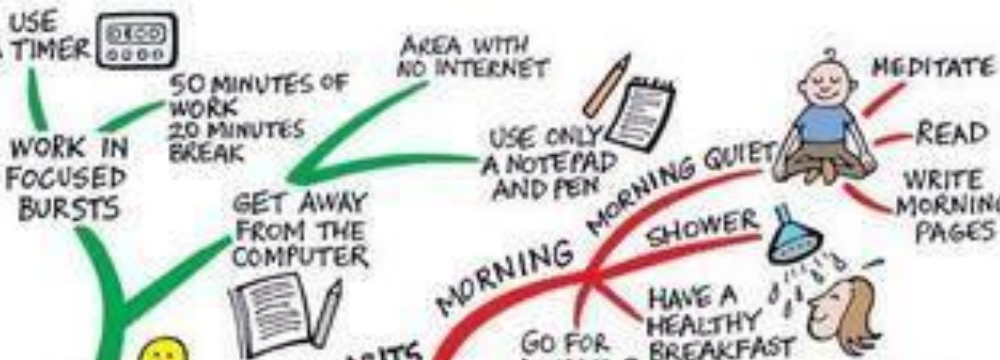 USE
A TIMER
50 MINUTES OF
WORK
20 MINUTES
BREAK
WORK IN
FOCUSED
BURSTS
AREA WITH
NO INTERNET
USE ONLY
A NOTEPAD
AND PEN
GET AWAY
FROM THE
COMPUTER
MORNING
MORNING QUIET
MEDITATE
READ
WRITE
MORNING
PAGES
SHOWER
HAVE A
HEALTHY
BREAKFAST
GO FOR